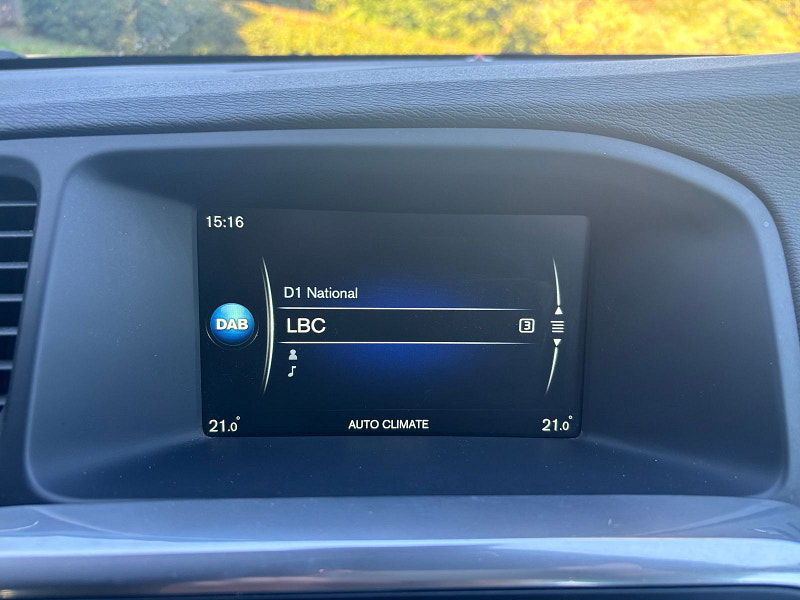 15:16
D1 National
DAB
LBC 3
21.0° AUTO CLIMATE 21.0°